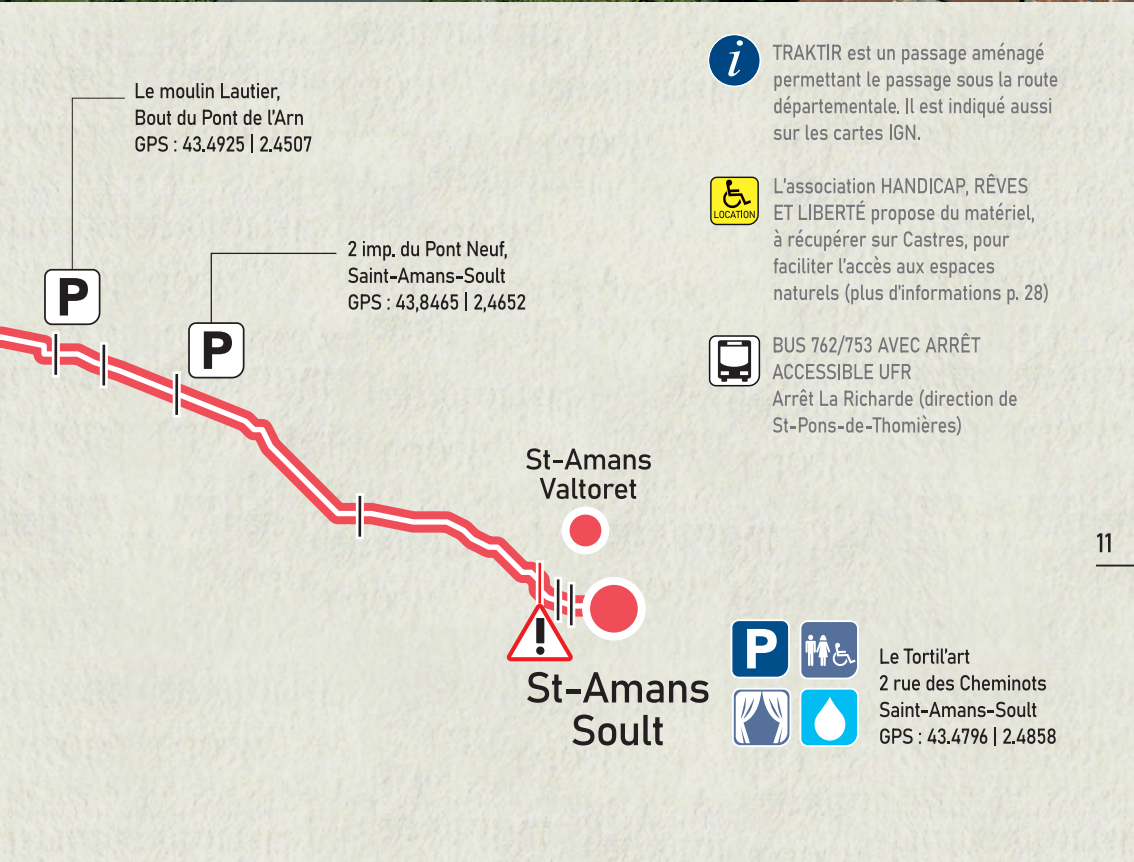 Le moulin Lautier,
Bout du Pont de l'Arn
GPS : 43.4925 | 2.4507
P
2 imp. du Pont Neuf,
Saint-Amans-Soult
GPS : 43,8465 | 2,4652
P
i
TRAKTIR est un passage aménagé
permettant le passage sous la route
départementale. Il est indiqué aussi
sur les cartes IGN.
LOCATION
L'association HANDICAP, RÊVES
ET LIBERTÉ propose du matériel,
à récupérer sur Castres, pour
faciliter l'accès aux espaces
naturels (plus d'informations p. 28)
BUS 762/753 AVEC ARRÊT
ACCESSIBLE UFR
Arrêt La Richarde (direction de
St-Pons-de-Thomières)
St-Amans
Valtoret
11
!
St-Amans
Soult
P
Le Tortil'art
2 rue des Cheminots
Saint-Amans-Soult
GPS : 43.4796 | 2.4858